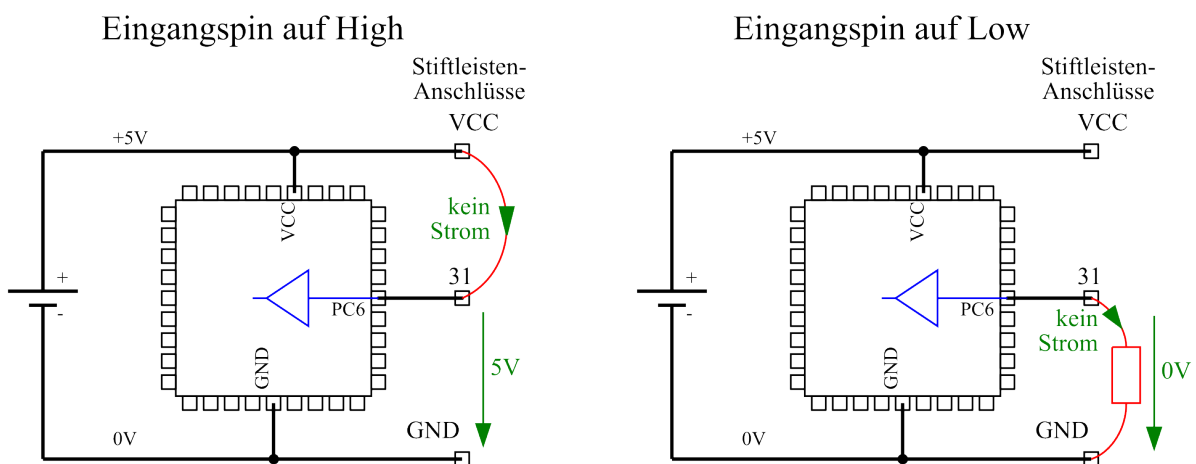 Eingangspin auf High
Stiftleisten-
Anschlüsse
VCC
+5V
VCC
kein
Strom
+
-
31
PC6
GND
5V
0V
GND
Eingangspin auf Low
Stiftleisten-
Anschlüsse
VCC
+5V
VCC
+
-
31
PC6
kein
Strom
GND
0V
0V
GND